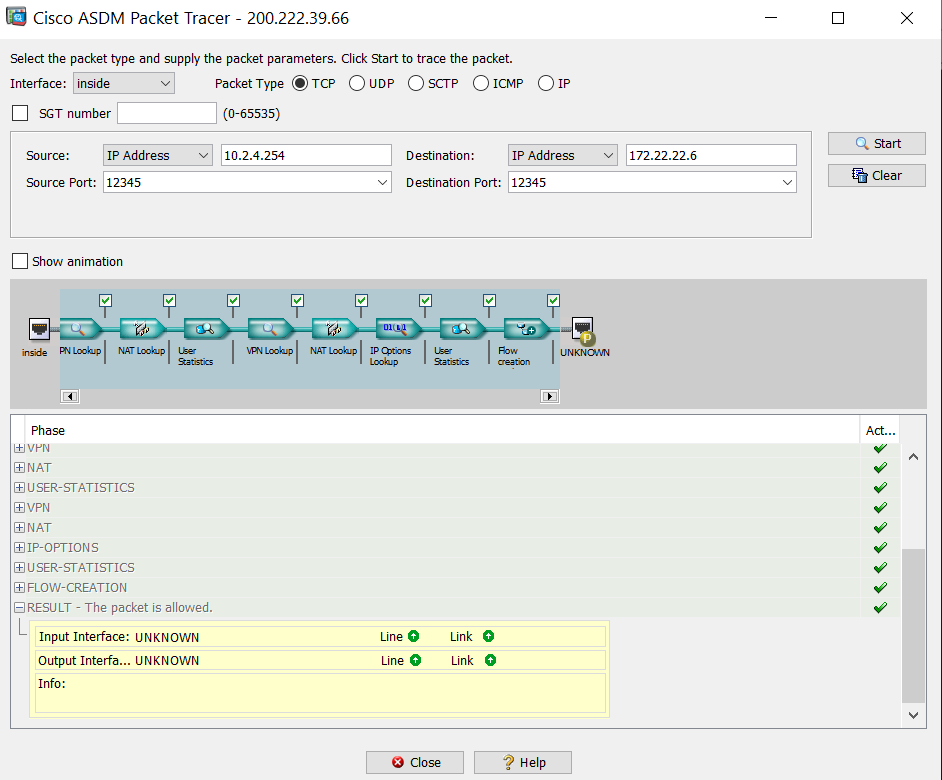 Cisco ASDM Packet Tracer - 200.222.39.66
Select the packet type and supply the packet parameters. Click Start to trace the packet.
Interface: inside Packet Type TCP UDP SCTP ICMP IP
SGT number (0-65535)
Source: IP Address 10.2.4.254 Destination: IP Address 172.22.22.6
Start
Source Port: 12345 Destination Port: 12345
Clear
Show animation
inside
PN Lookup
NAT Lookup
User
Statistics
VPN Lookup
NAT Lookup
IP Options
Lookup
User
Statistics
Flow
creation
UNKNOWN
Phase Act...
VPN
NAT
USER-STATISTICS
VPN
NAT
IP-OPTIONS
USER-STATISTICS
FLOW-CREATION
RESULT - The packet is allowed.
Input Interface: UNKNOWN Line Link
Output Interfa... UNKNOWN Line Link
Info:
Close Help